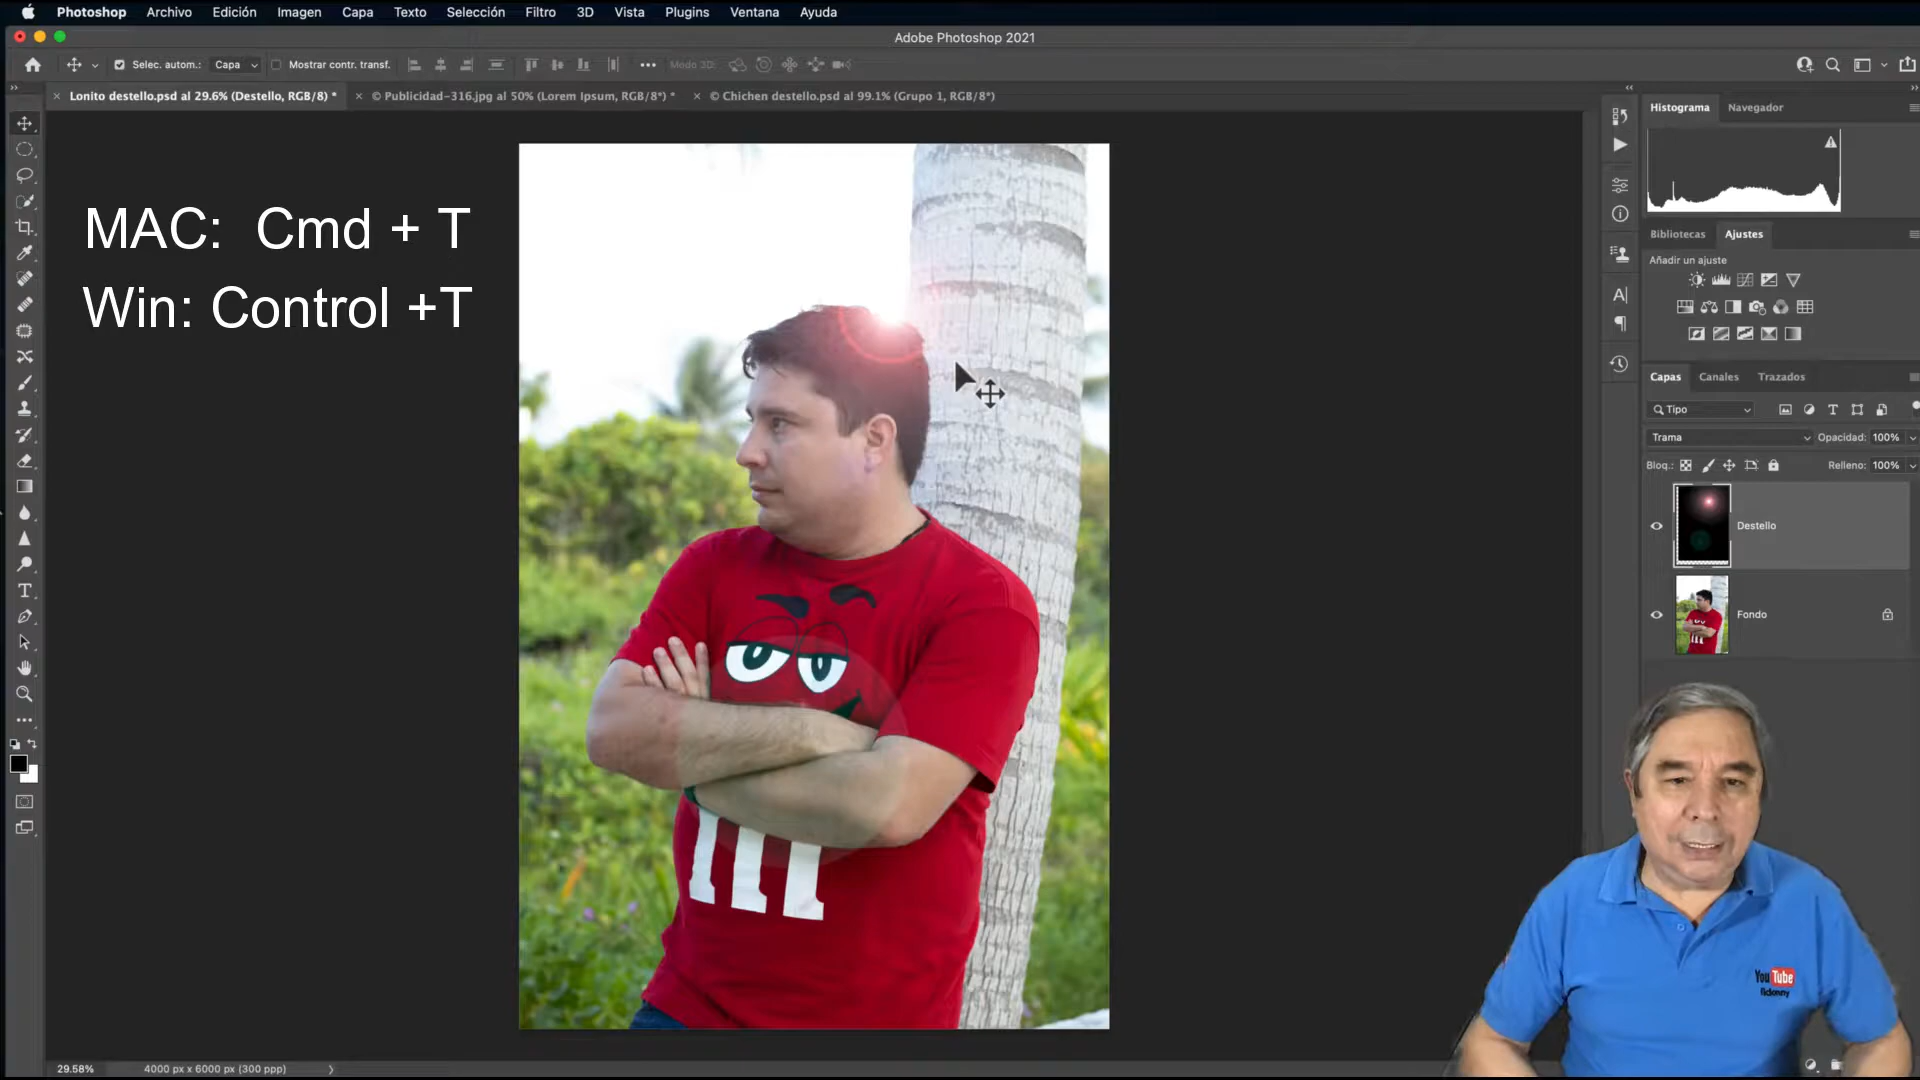 Photoshop Archivo Edición Imagen Capa Texto Selección Filtro 3D Vista Plugins Ventana Ayuda
Adobe Photoshop 2021
Selec. autom.: Capa Mostrar contr. transf. Modo 3D:
Lonito destello.psd al 29.6% (Destello, RGB/8) *
© Publicidad-316.jpg al 50% (Lorem Ipsum, RGB/8*) *
© Chichen destello.psd al 99.1% (Grupo 1, RGB/8*)
MAC: Cmd + T
Win: Control +T
Histograma Navegador
Bibliotecas Ajustes
Añadir un ajuste
Capas Canales Trazados
Tipo
Trama Opacidad: 100%
Bloq.: Relleno: 100%
Destello
Fondo
You Tube
29.58% 4000 px x 6000 px (300 ppp)